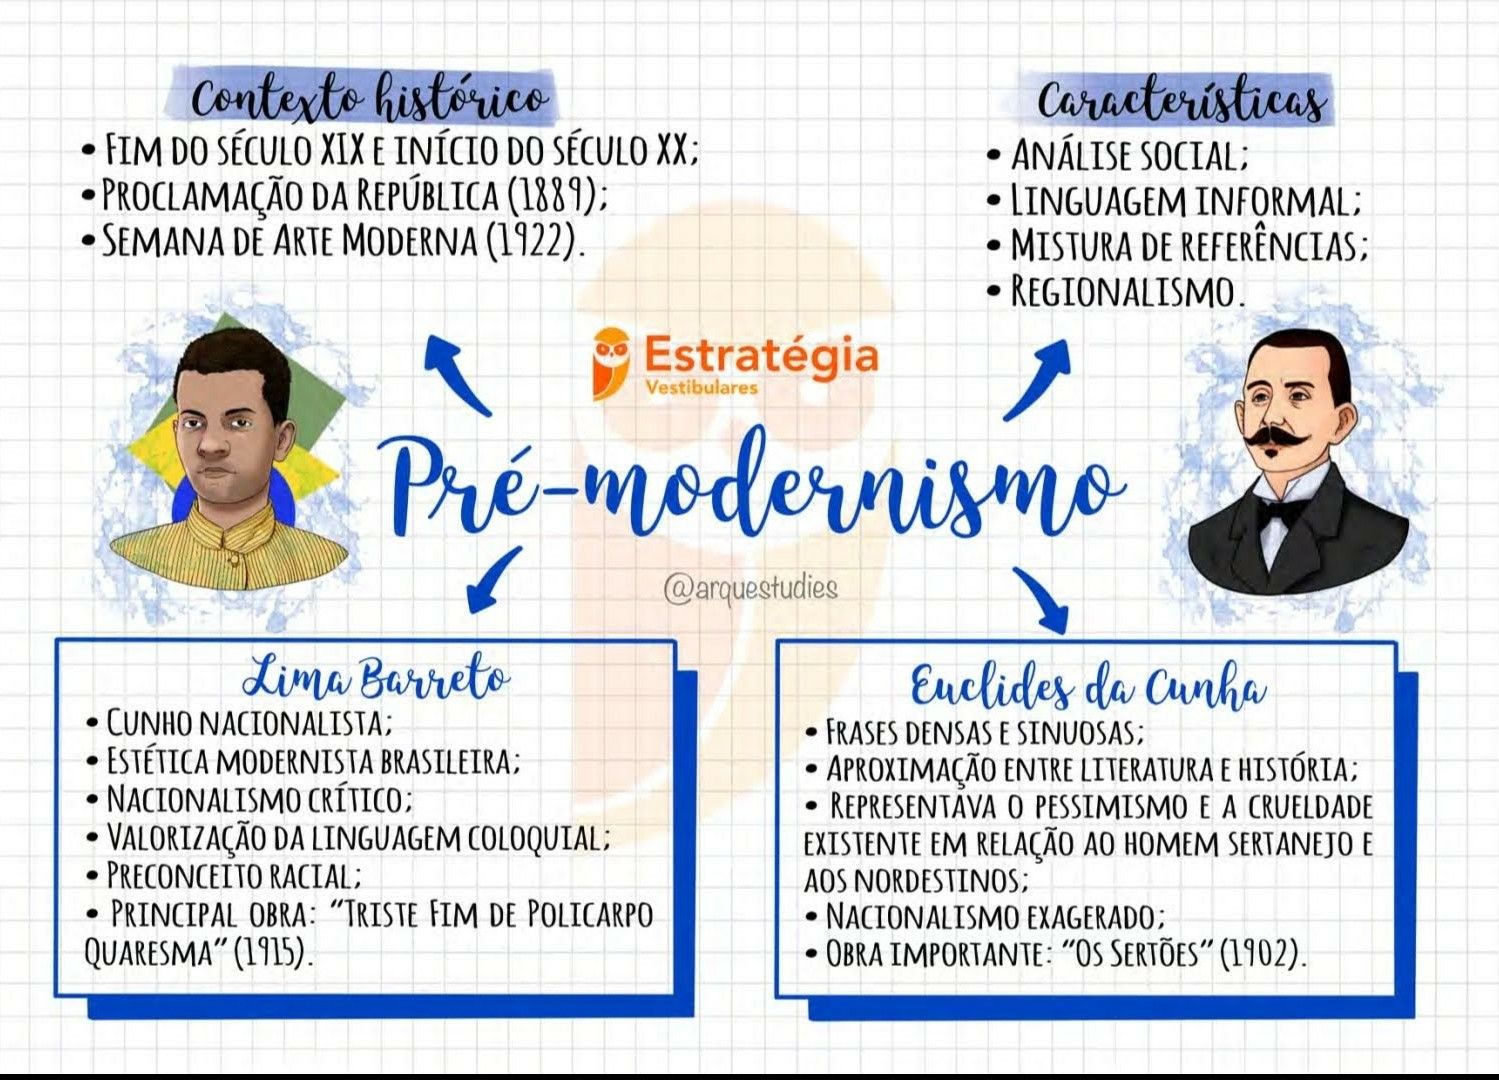 Contexto histórico
• Fim do século XIX e início do século XX;
• Proclamação da República (1889);
• Semana de Arte Moderna (1922).
Características
• Análise social;
• Linguagem informal;
• Mistura de referências;
• Regionalismo.
Estratégia
Vestibulares
Pré-modernismo
@arquestudies
Lima Barreto
• Cunho nacionalista;
• Estética modernista brasileira;
• Nacionalismo crítico;
• Valorização da linguagem coloquial;
• Preconceito racial;
• Principal obra: "Triste Fim de Policarpo
Quaresma" (1915).
Euclides da Cunha
• Frases densas e sinuosas;
• Aproximação entre literatura e história;
• Representava o pessimismo e a crueldade
existente em relação ao homem sertanejo e
aos nordestinos;
• Nacionalismo exagerado;
• Obra importante: "Os Sertões" (1902).